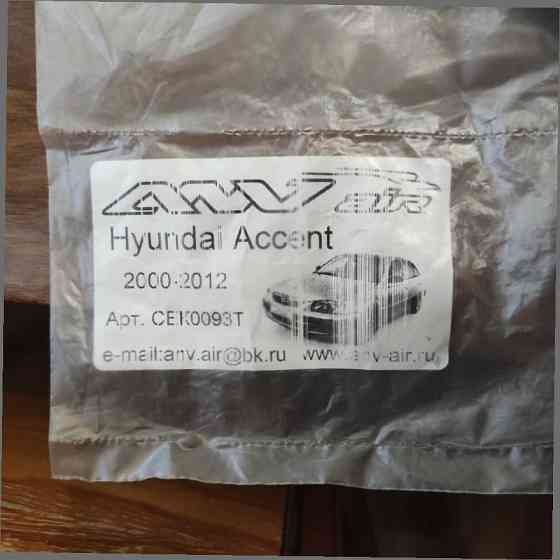 ANV air
Hyundai Accent
2000-2012
Арт. CEK0093T
e-mail:anv.air@bk.ru www.anv-air.ru